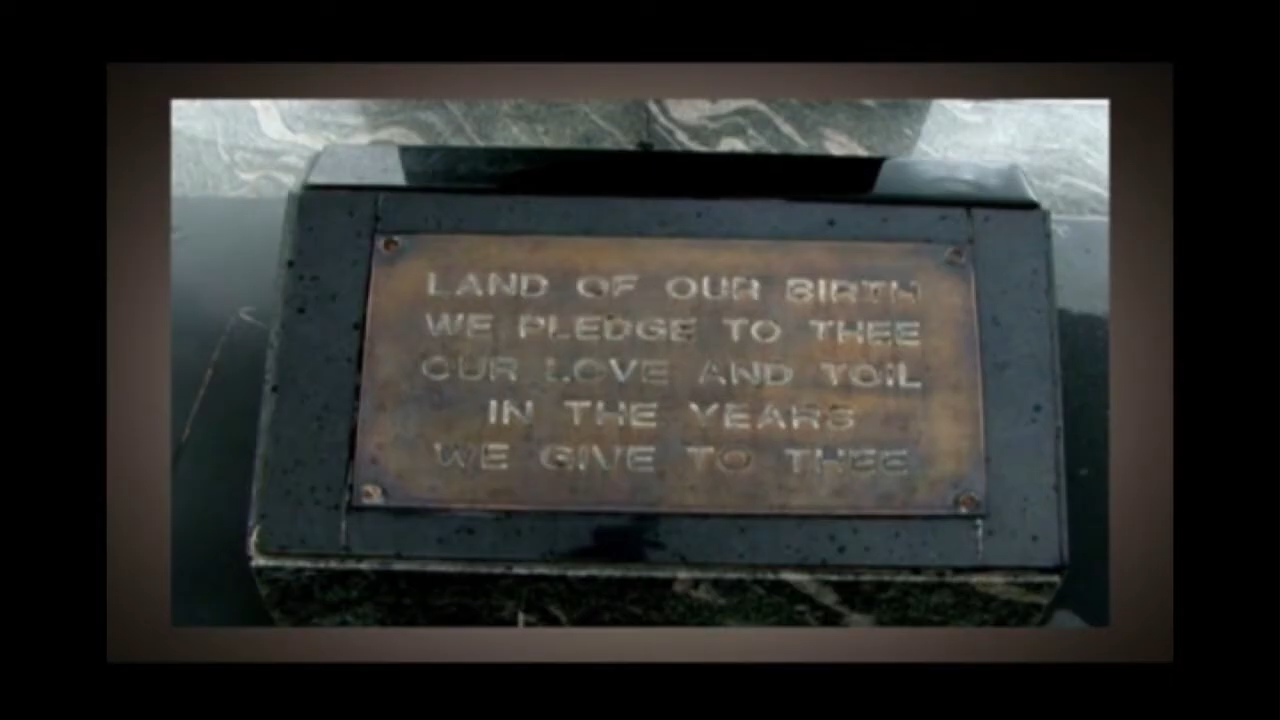 LAND OF OUR BIRTH
WE PLEDGE TO THEE
OUR LOVE AND TOIL
IN THE YEARS
WE GIVE TO THEE